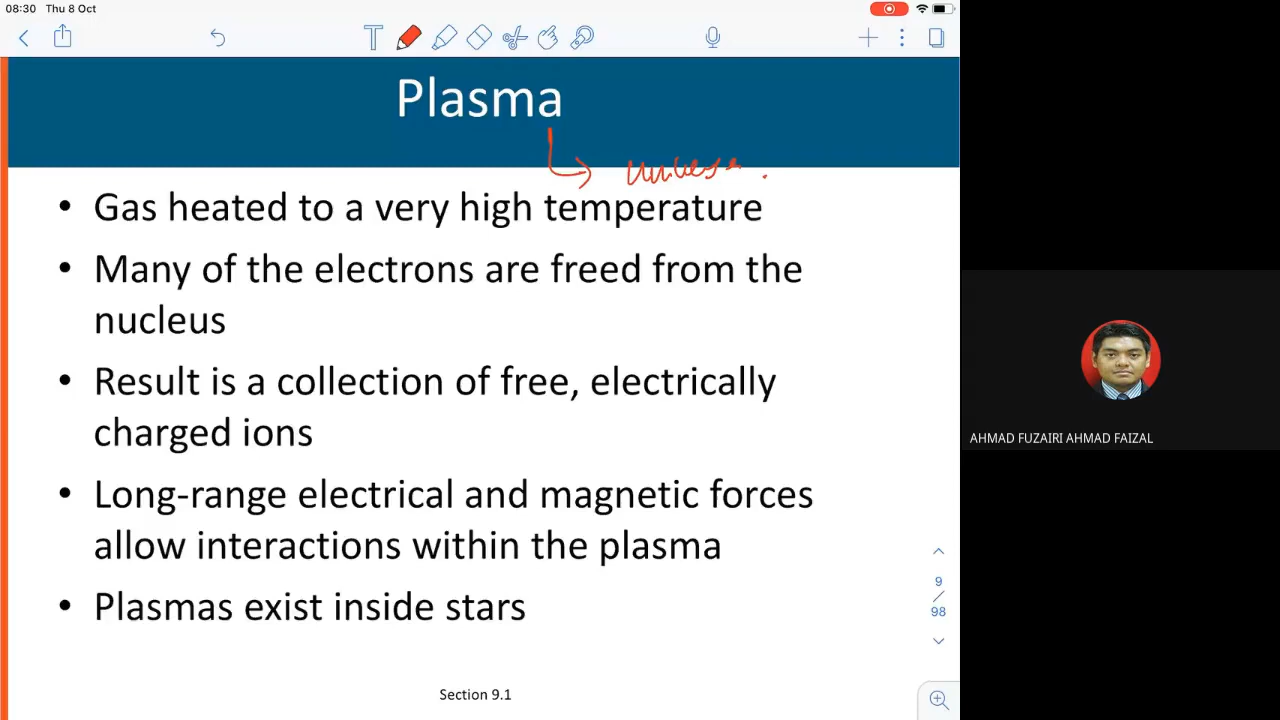 08:30 Thu 8 Oct
Plasma
• Gas heated to a very high temperature
• Many of the electrons are freed from the
nucleus
• Result is a collection of free, electrically
charged ions
• Long-range electrical and magnetic forces
allow interactions within the plasma
• Plasmas exist inside stars
Section 9.1
9
/
98
AHMAD FUZAIRI AHMAD FAIZAL